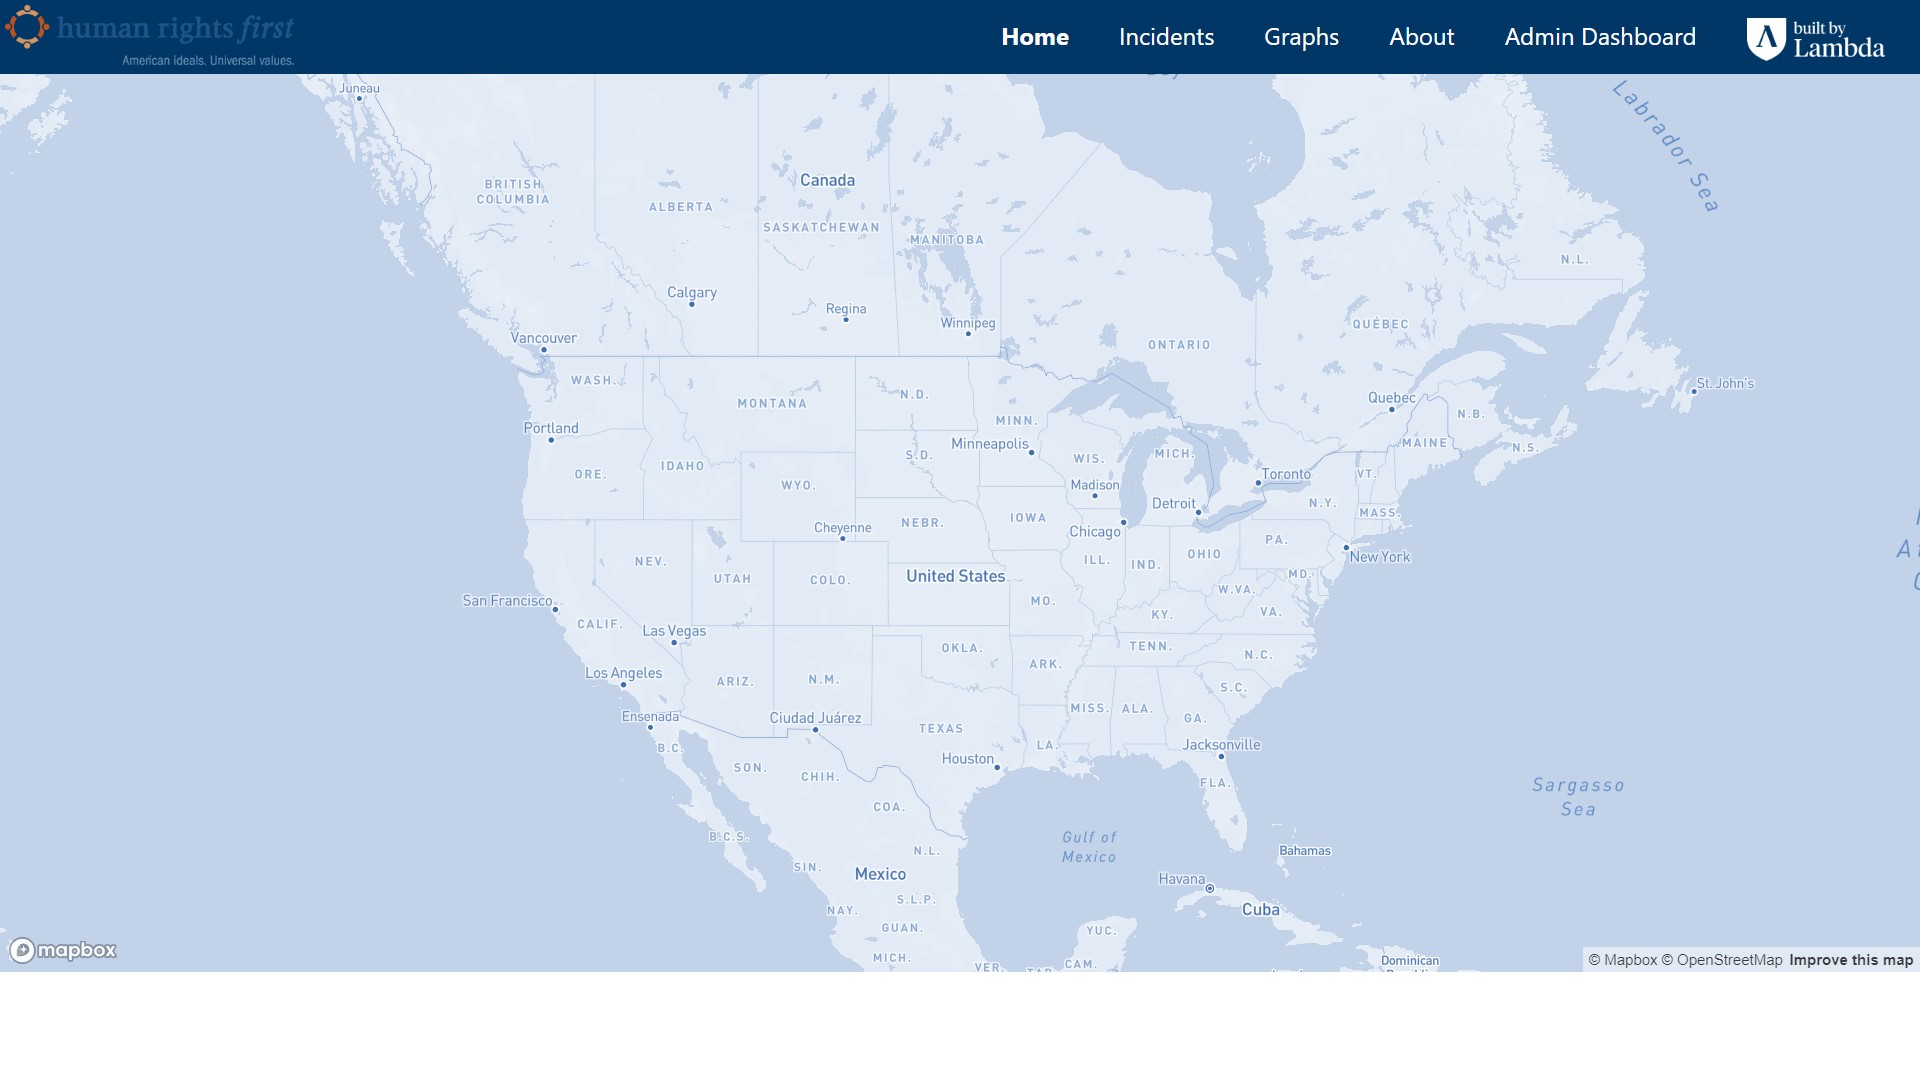 human rights first
American ideals. Universal values.
Home
Incidents
Graphs
About
Admin Dashboard
built by
Lambda
Juneau
Labrador Sea
Canada
BRITISH
COLUMBIA
ALBERTA
SASKATCHEWAN
MANITOBA
N.L.
Calgary
Regina
Winnipeg
QUÉBEC
Vancouver
ONTARIO
WASH.
MONTANA
N.D.
St. John's
Quebec
MINN.
N.B.
Portland
Minneapolis
MAINE
N.S.
ORE.
IDAHO
S.D.
WIS.
MICH.
Toronto
VT.
WYO.
Madison
Detroit
N.Y.
MASS.
Cheyenne
NEBR.
IOWA
Chicago
PA.
NEV.
UTAH
COLO.
United States
ILL.
IND.
OHIO
New York
MD.
W.VA.
San Francisco
MO.
KY.
VA.
CALIF.
Las Vegas
OKLA.
TENN.
N.C.
Los Angeles
ARIZ.
N.M.
ARK.
S.C.
Ensenada
Ciudad Juárez
TEXAS
MISS.
ALA.
GA.
B.C.
Houston
LA.
Jacksonville
SON.
CHIH.
FLA.
Sargasso
Sea
COA.
B.C.S.
Gulf of
Mexico
N.L.
Bahamas
SIN.
Mexico
Havana
S.L.P.
Cuba
NAY.
GUAN.
YUC.
MICH.
VER.
CAM.
Dominican
mapbox
© Mapbox © OpenStreetMap Improve this map